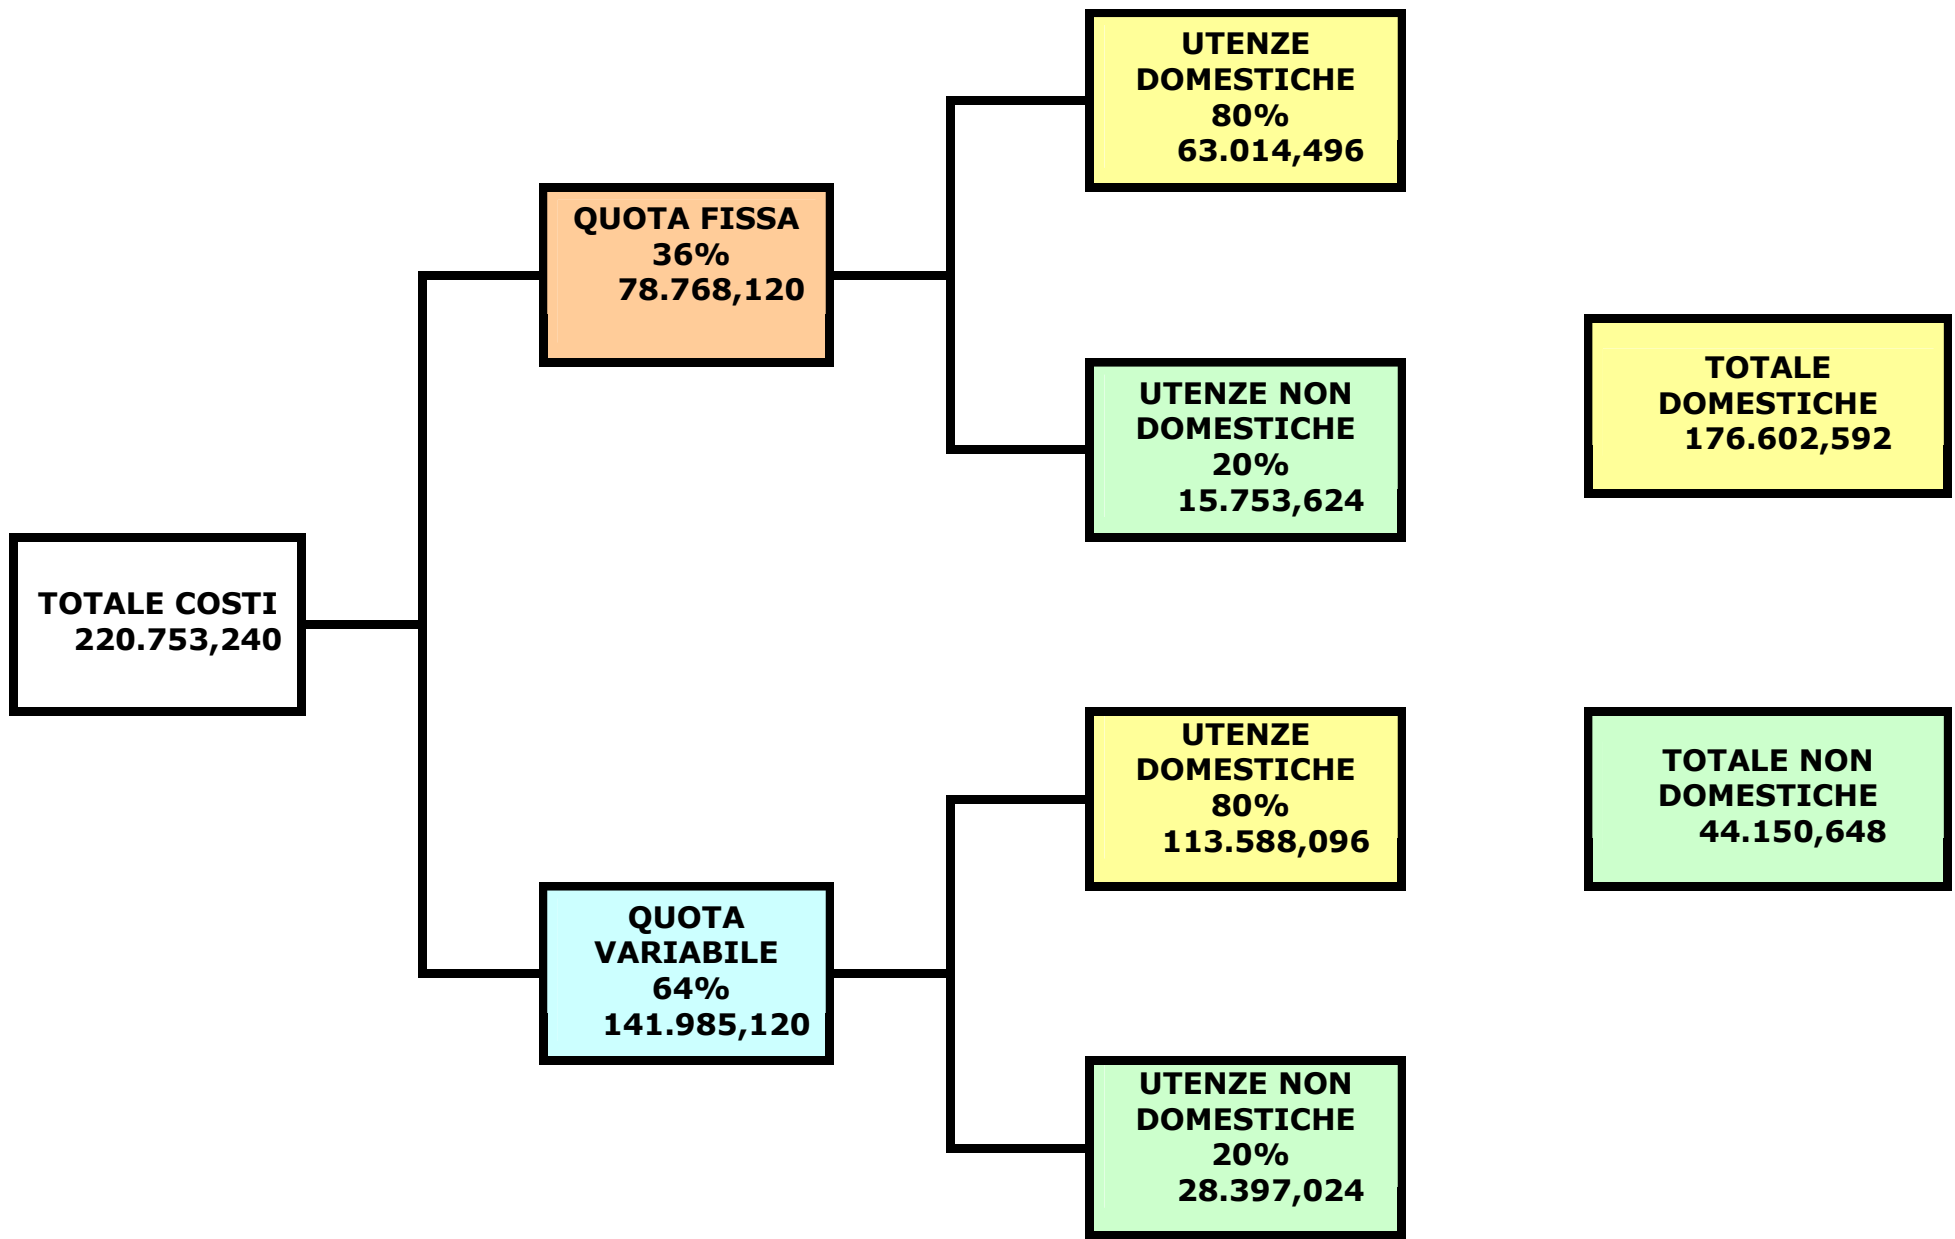 TOTALE COSTI
220.753,240
QUOTA FISSA
36%
78.768,120
QUOTA
VARIABILE
64%
141.985,120
UTENZE
DOMESTICHE
80%
63.014,496
UTENZE NON
DOMESTICHE
20%
15.753,624
UTENZE
DOMESTICHE
80%
113.588,096
UTENZE NON
DOMESTICHE
20%
28.397,024
TOTALE
DOMESTICHE
176.602,592
TOTALE NON
DOMESTICHE
44.150,648